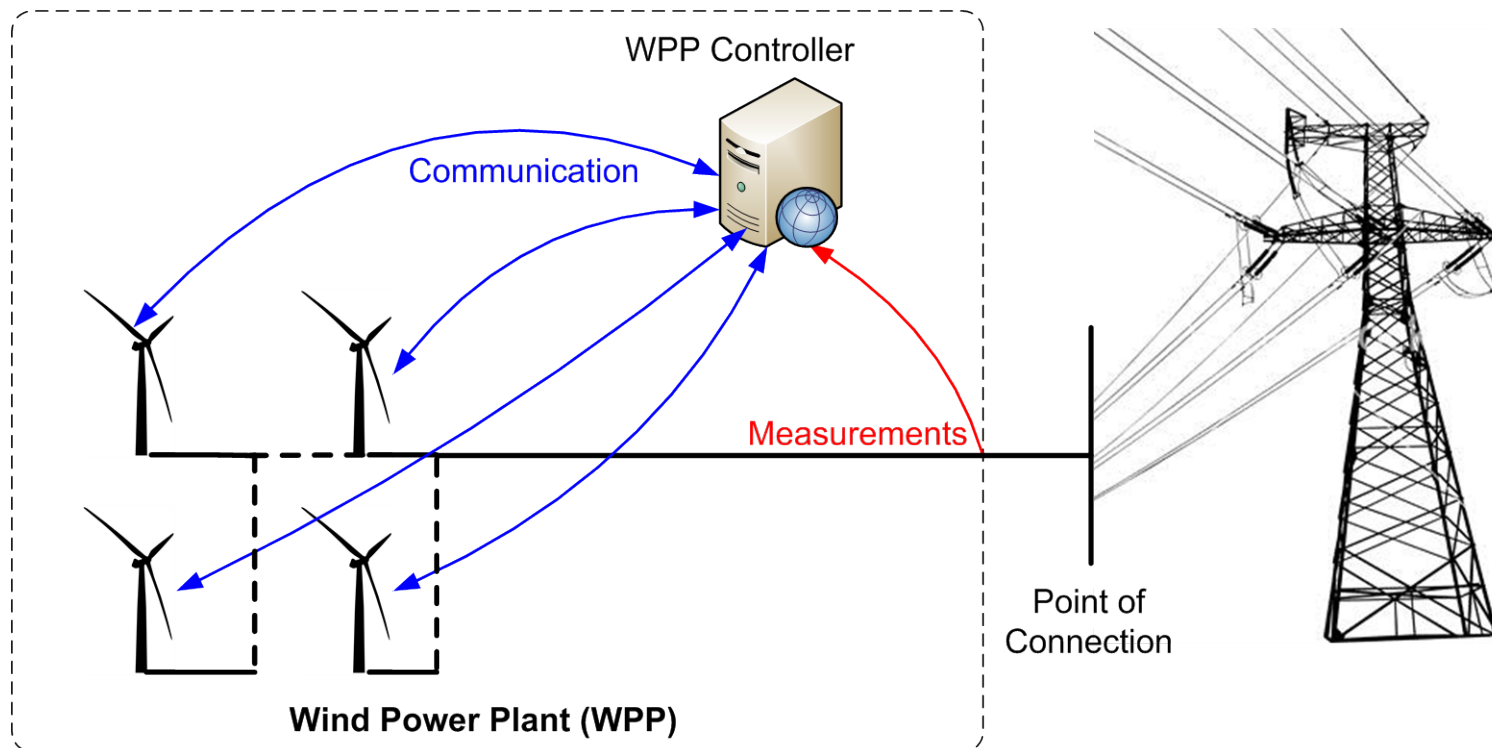 WPP Controller
Communication
Measurements
Point of
Connection
Wind Power Plant (WPP)